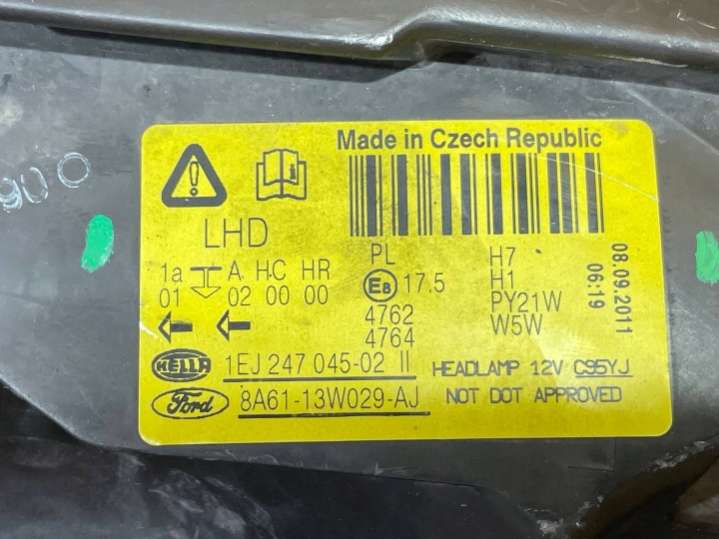 Made in Czech Republic
LHD
1a A HC HR
01 02 00 00
PL
E8 17.5
4762
4764
H7
H1
PY21W
W5W
08.09.2011
06:19
HELLA 1EJ 247 045-02 II
HEADLAMP 12V C95YJ
Ford 8A61-13W029-AJ
NOT DOT APPROVED
900